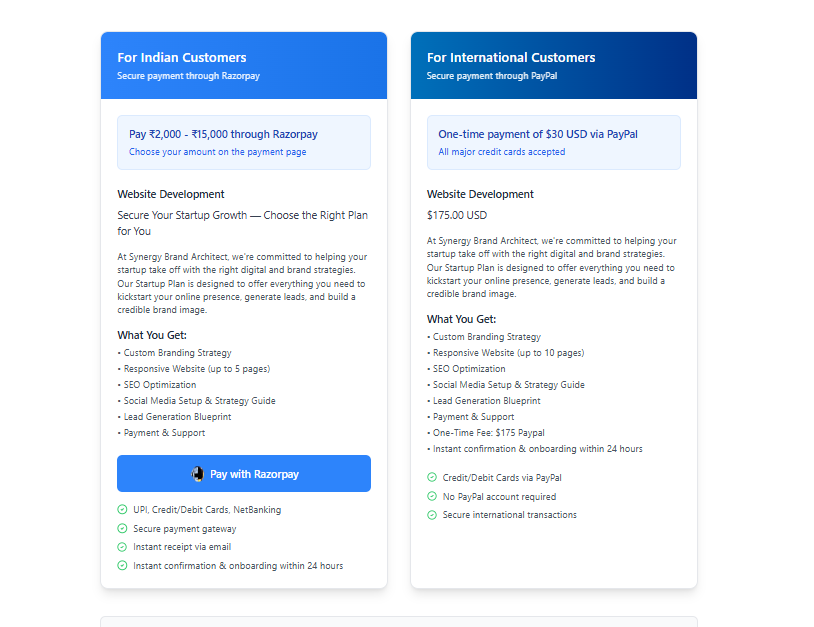 For Indian Customers
Secure payment through Razorpay
Pay ₹2,000 - ₹15,000 through Razorpay
Choose your amount on the payment page
Website Development
Secure Your Startup Growth — Choose the Right Plan
for You
At Synergy Brand Architect, we're committed to helping your
startup take off with the right digital and brand strategies.
Our Startup Plan is designed to offer everything you need to
kickstart your online presence, generate leads, and build a
credible brand image.
What You Get:
• Custom Branding Strategy
• Responsive Website (up to 5 pages)
• SEO Optimization
• Social Media Setup & Strategy Guide
• Lead Generation Blueprint
• Payment & Support
Pay with Razorpay
UPI, Credit/Debit Cards, NetBanking
Secure payment gateway
Instant receipt via email
Instant confirmation & onboarding within 24 hours
For International Customers
Secure payment through PayPal
One-time payment of $30 USD via PayPal
All major credit cards accepted
Website Development
$175.00 USD
At Synergy Brand Architect, we're committed to helping your
startup take off with the right digital and brand strategies.
Our Startup Plan is designed to offer everything you need to
kickstart your online presence, generate leads, and build a
credible brand image.
What You Get:
• Custom Branding Strategy
• Responsive Website (up to 10 pages)
• SEO Optimization
• Social Media Setup & Strategy Guide
• Lead Generation Blueprint
• Payment & Support
• One-Time Fee: $175 Paypal
• Instant confirmation & onboarding within 24 hours
Credit/Debit Cards via PayPal
No PayPal account required
Secure international transactions